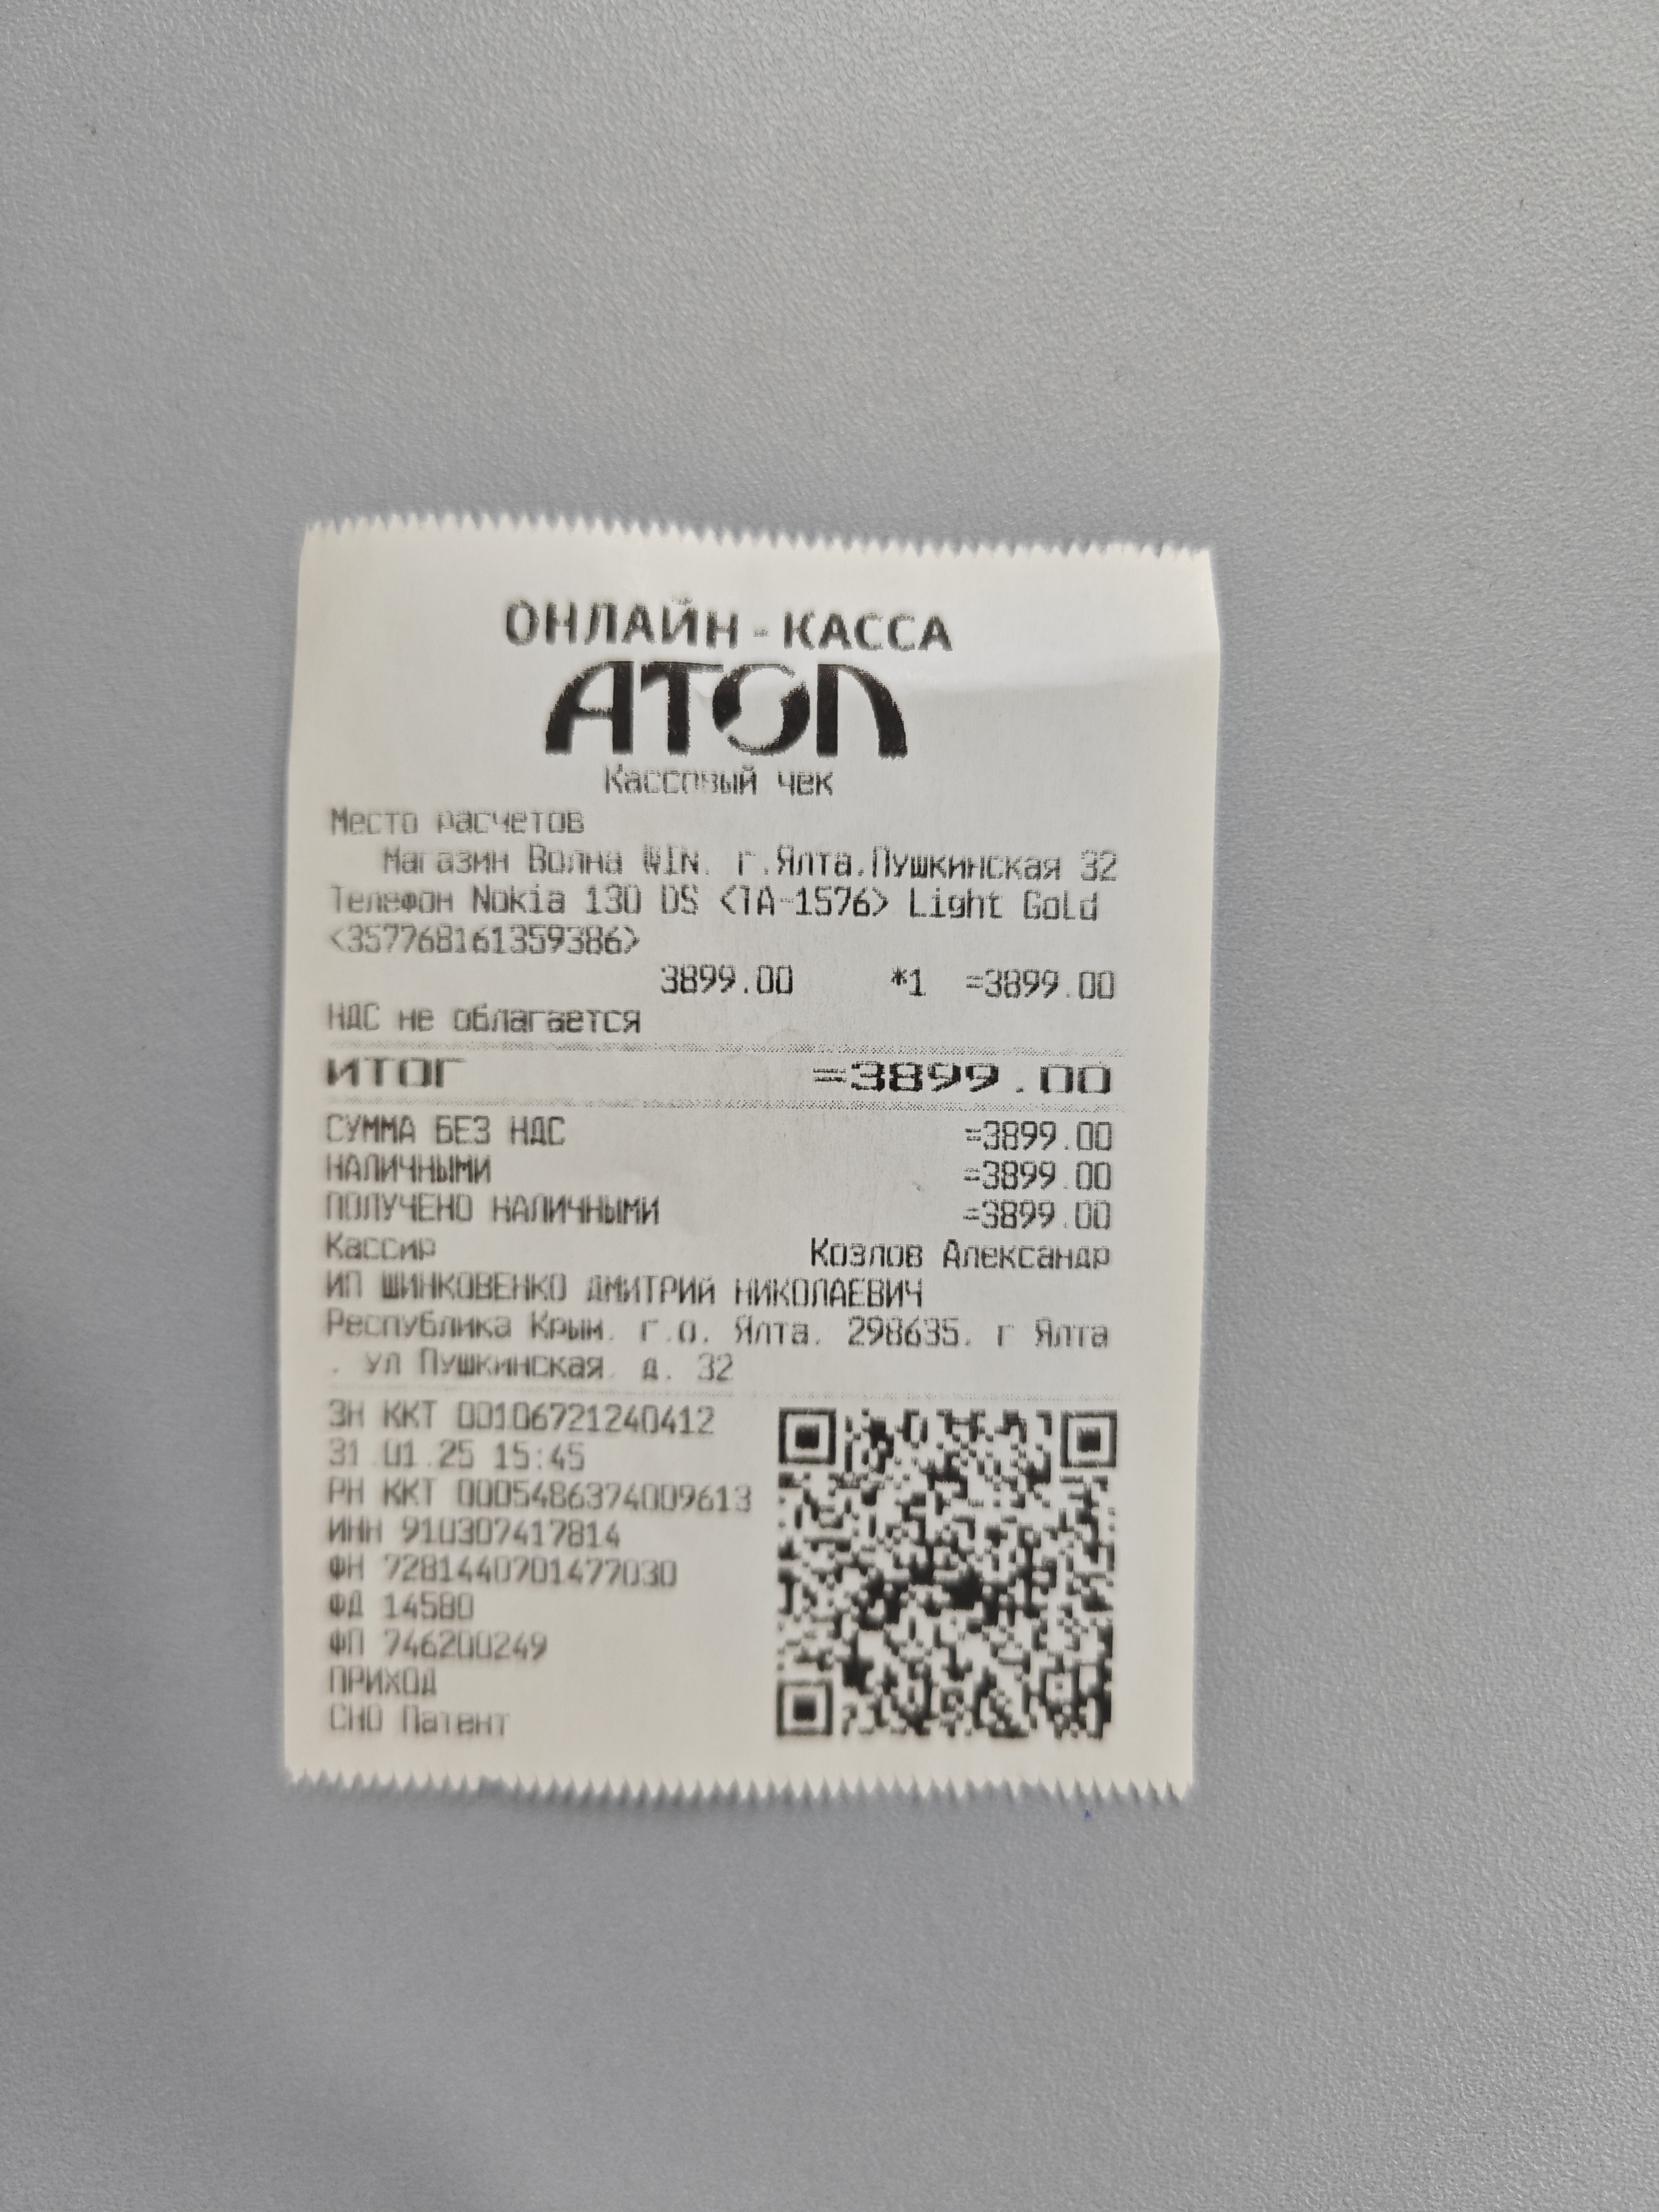 ОНЛАЙН-КАССА
АТОЛ
Кассовый чек
Место расчетов
Магазин Волна WIN. г.Ялта,Пушкинская 32
Телефон Nokia 130 DS <TA-1576> Light Gold
<357768161359386>
3899.00 *1 =3899.00
НДС не облагается
ИТОГ =3899.00
СУММА БЕЗ НДС =3899.00
НАЛИЧНЫМИ =3899.00
ПОЛУЧЕНО НАЛИЧНЫМИ =3899.00
Кассир Козлов Александр
ИП ШИНКОВЕНКО ДМИТРИЙ НИКОЛАЕВИЧ
Республика Крым, г.о. Ялта, 298635, г Ялта
, ул Пушкинская, д. 32
ЗН ККТ 00106721240412
31.01.25 15:45
РН ККТ 0005486374009613
ИНН 910307417814
ФН 7281440701477030
ФД 14580
ФП 746200249
ПРИХОД
СНО Патент